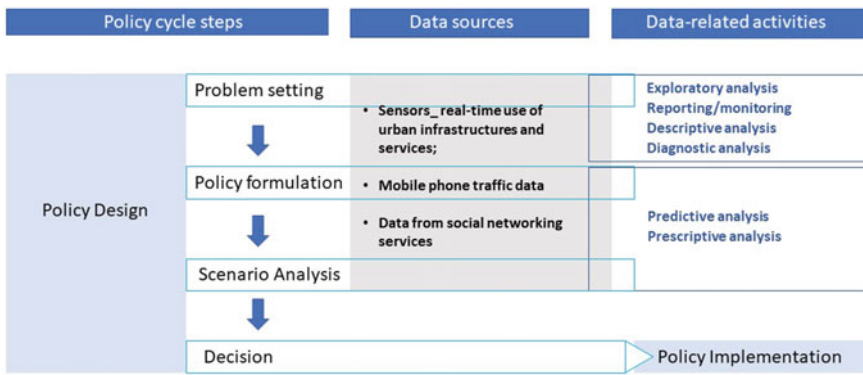 Policy cycle steps
Data sources
Data-related activities
Policy Design
Problem setting
Policy formulation
Scenario Analysis
Decision
• Sensors_ real-time use of
urban infrastructures and
services;
• Mobile phone traffic data
• Data from social networking
services
Exploratory analysis
Reporting/monitoring
Descriptive analysis
Diagnostic analysis
Predictive analysis
Prescriptive analysis
Policy Implementation